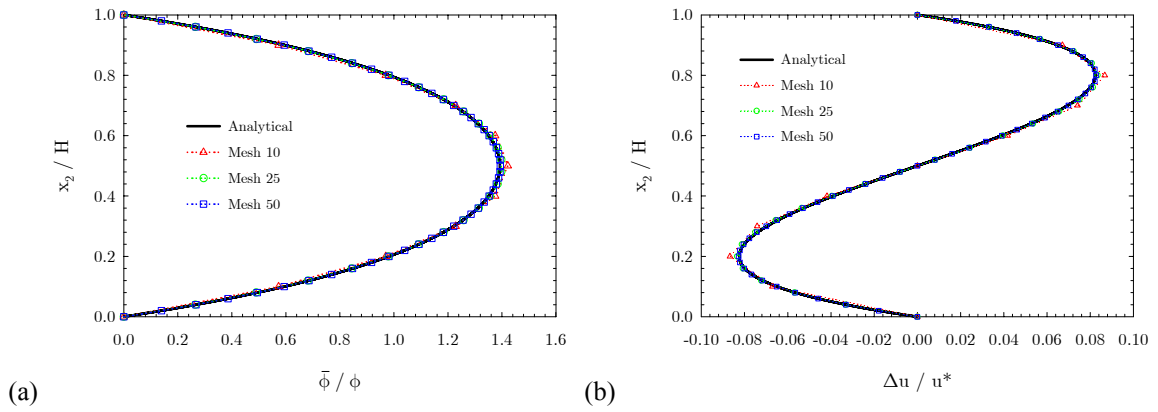 1.0
0.8
0.6
0.4
0.2
0.0
x₂ / H
Analytical
Mesh 10
Mesh 25
Mesh 50
0.0 0.2 0.4 0.6 0.8 1.0 1.2 1.4 1.6
ϕ̄ / ϕ
(a)
1.0
0.8
0.6
0.4
0.2
0.0
x₂ / H
Analytical
Mesh 10
Mesh 25
Mesh 50
-0.10 -0.08 -0.06 -0.04 -0.02 0.00 0.02 0.04 0.06 0.08 0.10
Δu / u*
(b)